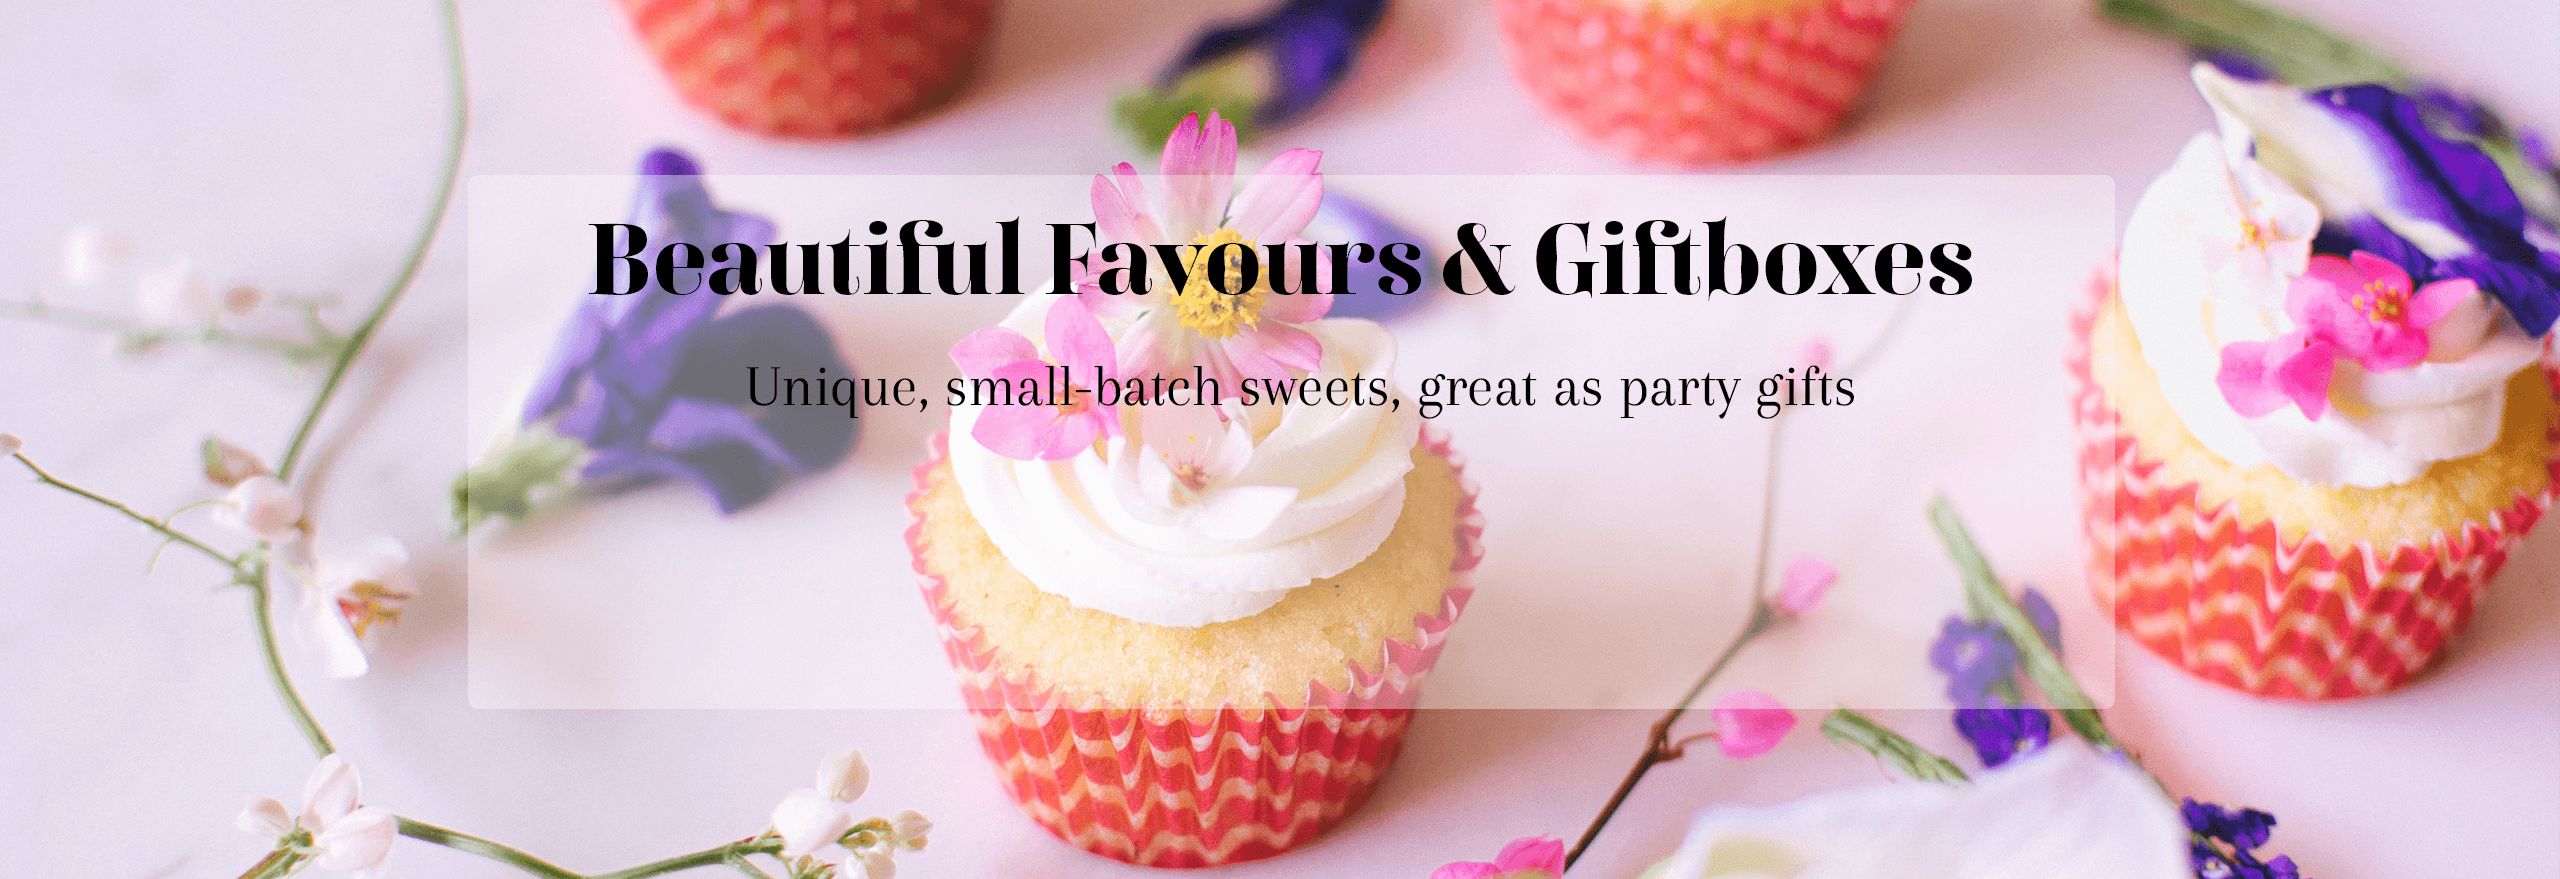 Beautiful Favours & Giftboxes
Unique, small-batch sweets, great as party gifts